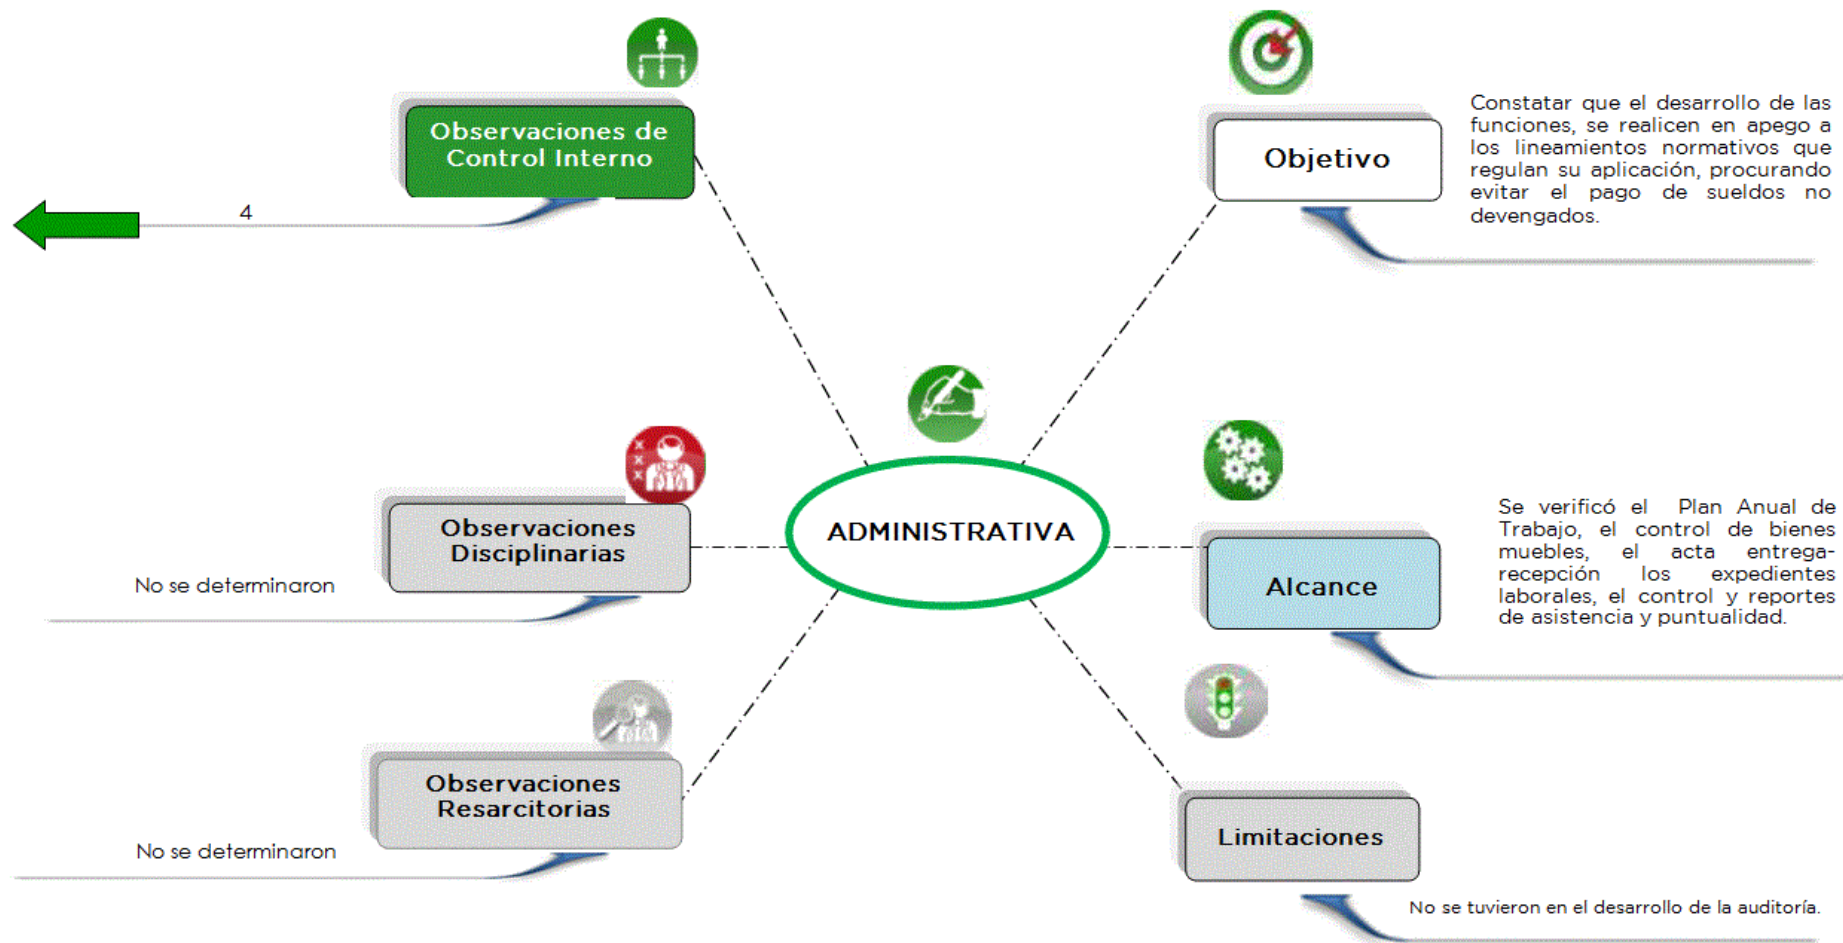 Observaciones de
Control Interno
4
Objetivo
Constatar que el desarrollo de las
funciones, se realicen en apego a
los lineamientos normativos que
regulan su aplicación, procurando
evitar el pago de sueldos no
devengados.
ADMINISTRATIVA
Observaciones
Disciplinarias
No se determinaron
Alcance
Se verificó el Plan Anual de
Trabajo, el control de bienes
muebles, el acta entrega-
recepción los expedientes
laborales, el control y reportes
de asistencia y puntualidad.
Observaciones
Resarcitorias
No se determinaron
Limitaciones
No se tuvieron en el desarrollo de la auditoría.